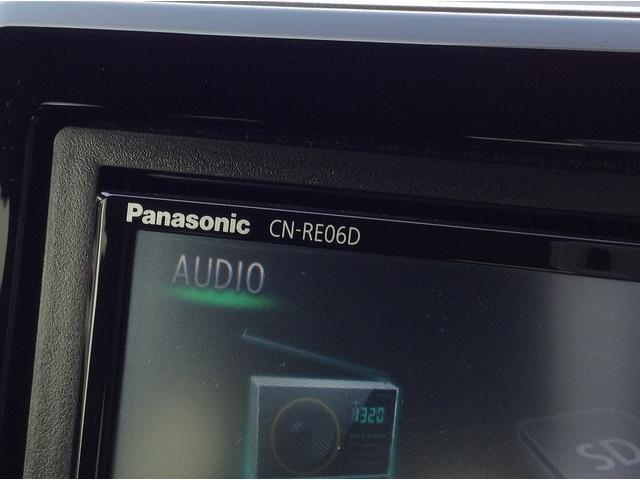 Panasonic CN-RE06D
AUDIO
1320
SD